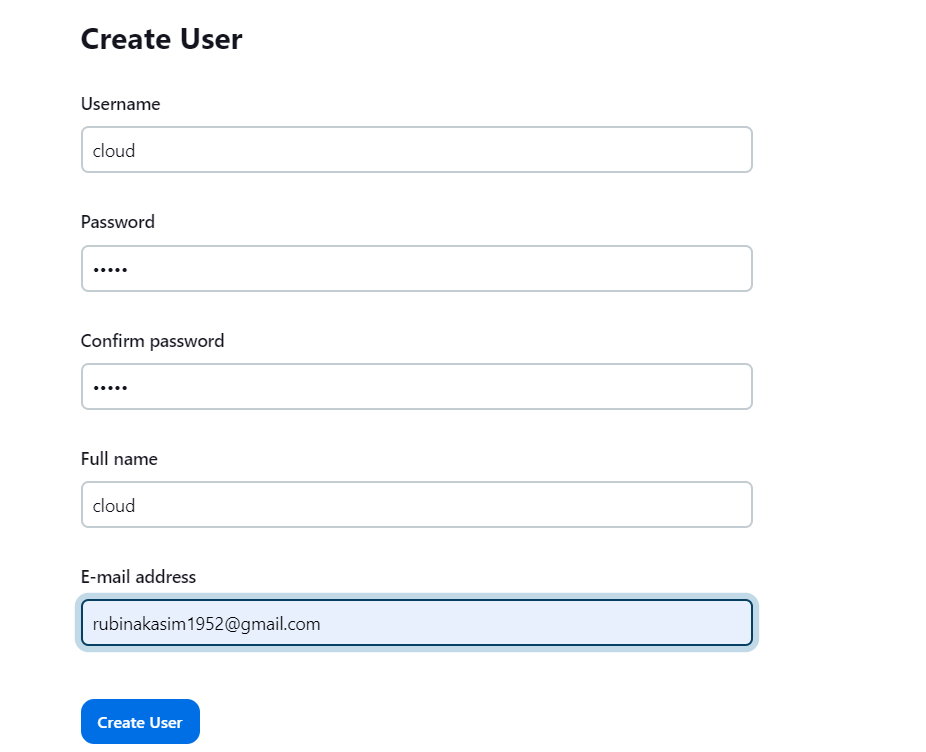 Create User
Username
cloud
Password
•••••
Confirm password
•••••
Full name
cloud
E-mail address
rubinakasim1952@gmail.com
Create User